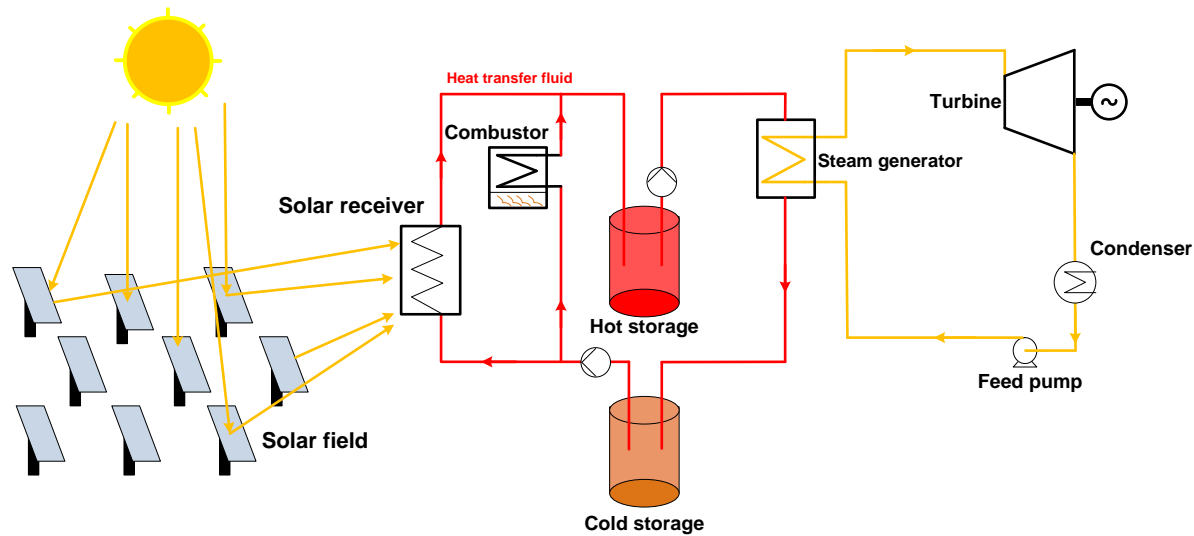 Heat transfer fluid
Combustor
Turbine
~
Steam generator
Solar receiver
Condenser
Hot storage
Feed pump
Solar field
Cold storage